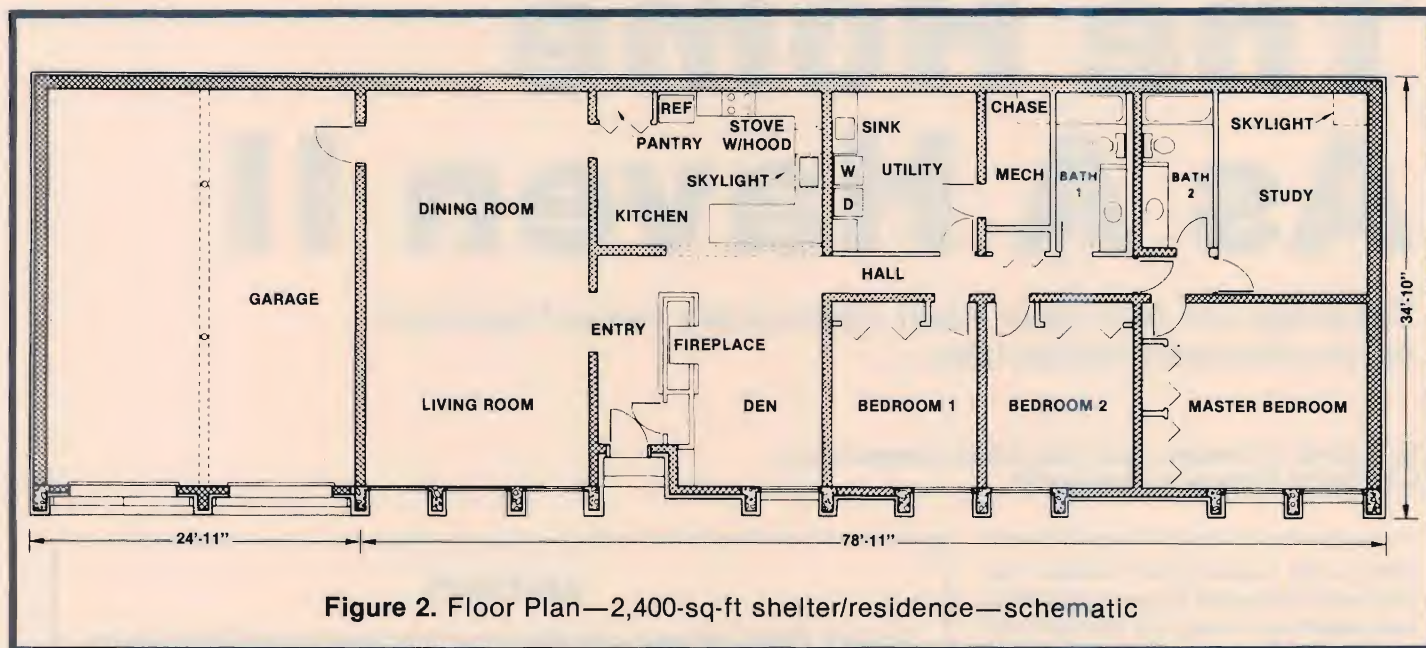 REF
STOVE
W/HOOD
PANTRY
SKYLIGHT
KITCHEN
DINING ROOM
SINK
W
D
UTILITY
CHASE
MECH
BATH
1
BATH
2
SKYLIGHT
STUDY
GARAGE
HALL
ENTRY
FIREPLACE
LIVING ROOM
DEN
BEDROOM 1
BEDROOM 2
MASTER BEDROOM
34'-10"
24'-11"
78'-11"
Figure 2. Floor Plan—2,400-sq-ft shelter/residence—schematic